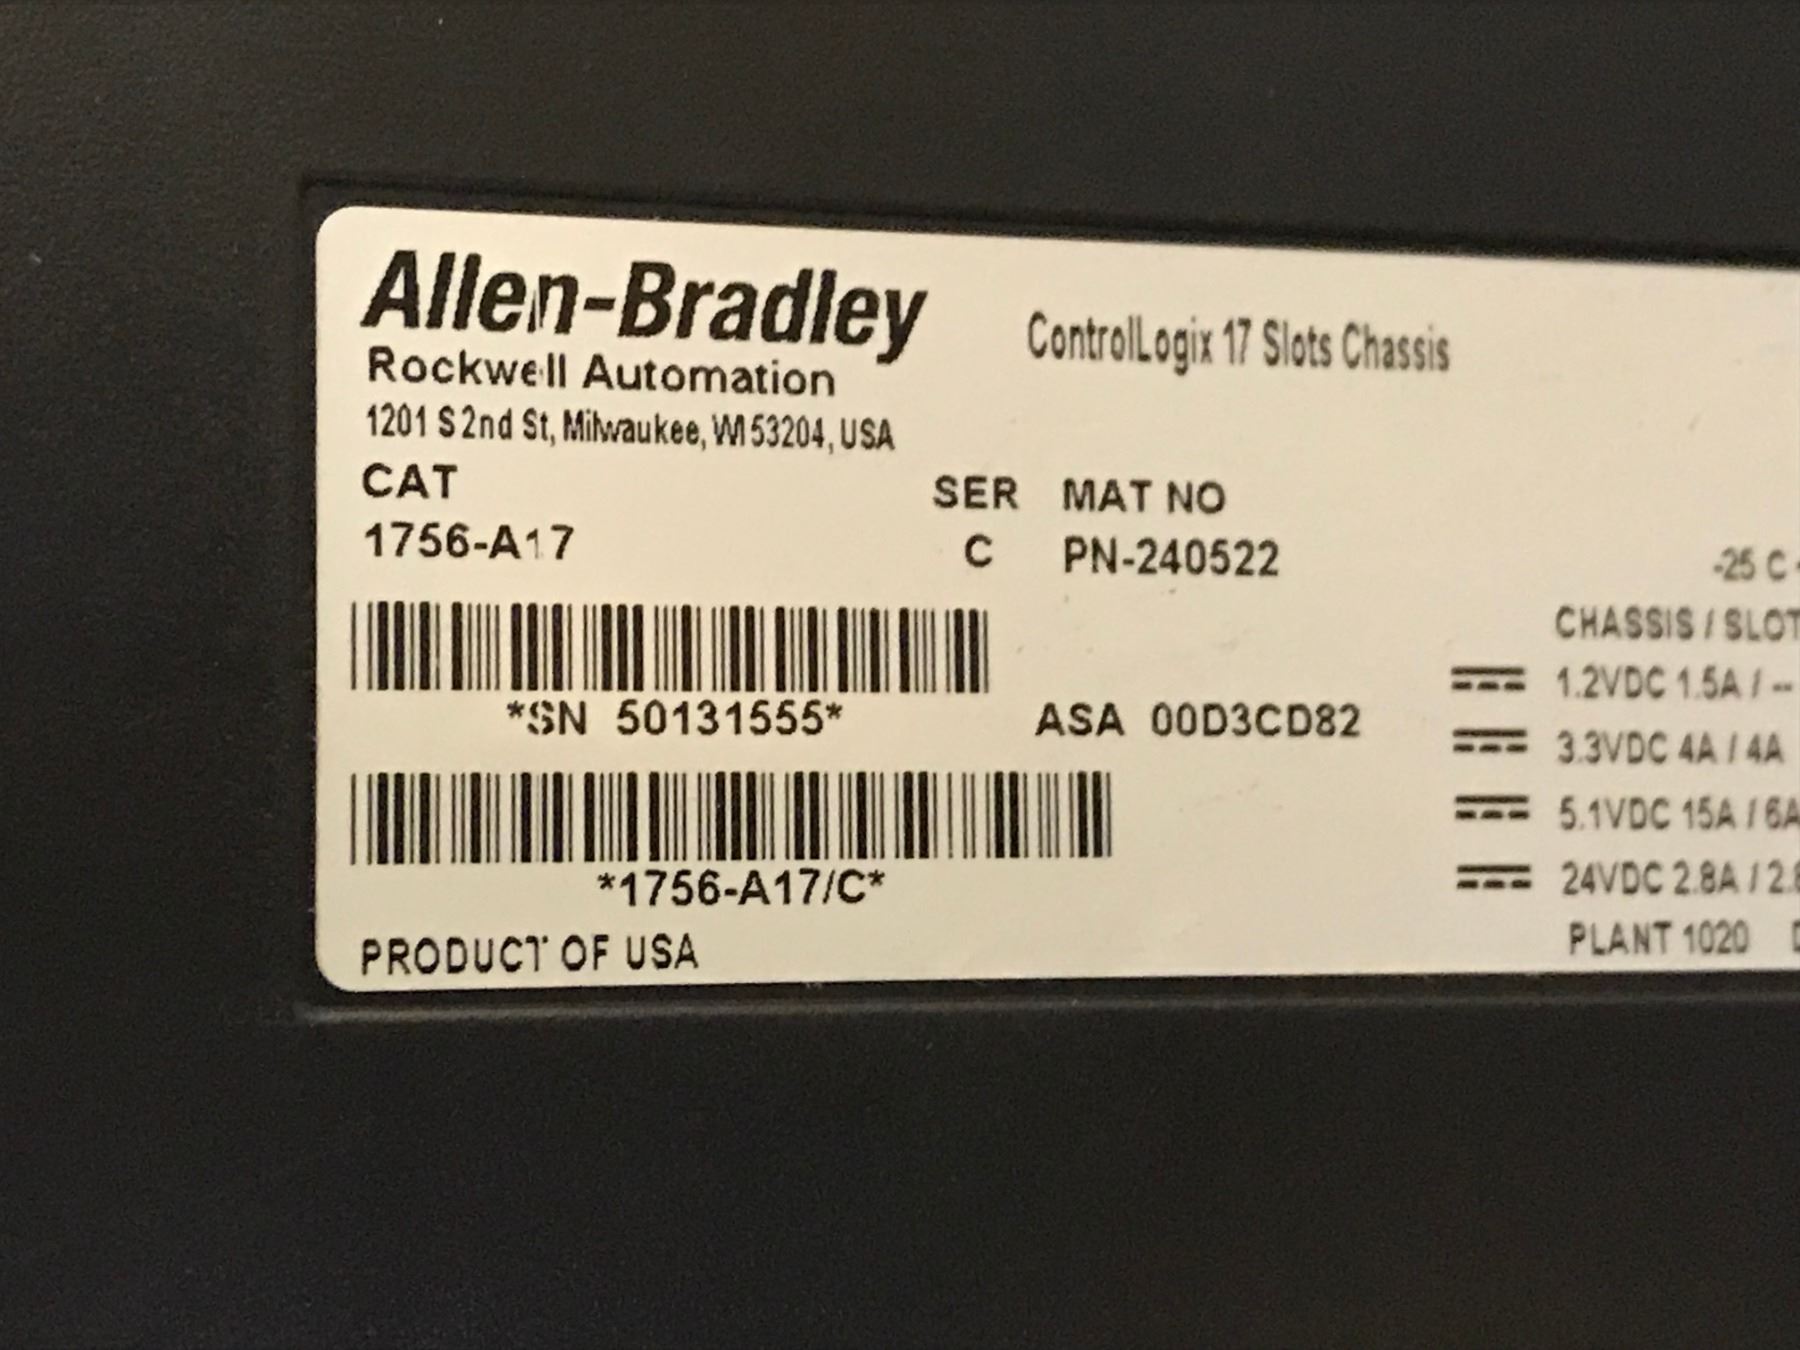 Allen-Bradley
ControlLogix 17 Slots Chassis
Rockwell Automation
1201 S 2nd St, Milwaukee, WI 53204, USA
CAT SER MAT NO
1756-A17 C PN-240522
-25 C
CHASSIS / SLOT
1.2VDC 1.5A / --
*SN 50131555* ASA 00D3CD82
3.3VDC 4A / 4A
5.1VDC 15A / 6A
*1756-A17/C*
24VDC 2.8A / 2.8
PRODUCT OF USA
PLANT 1020